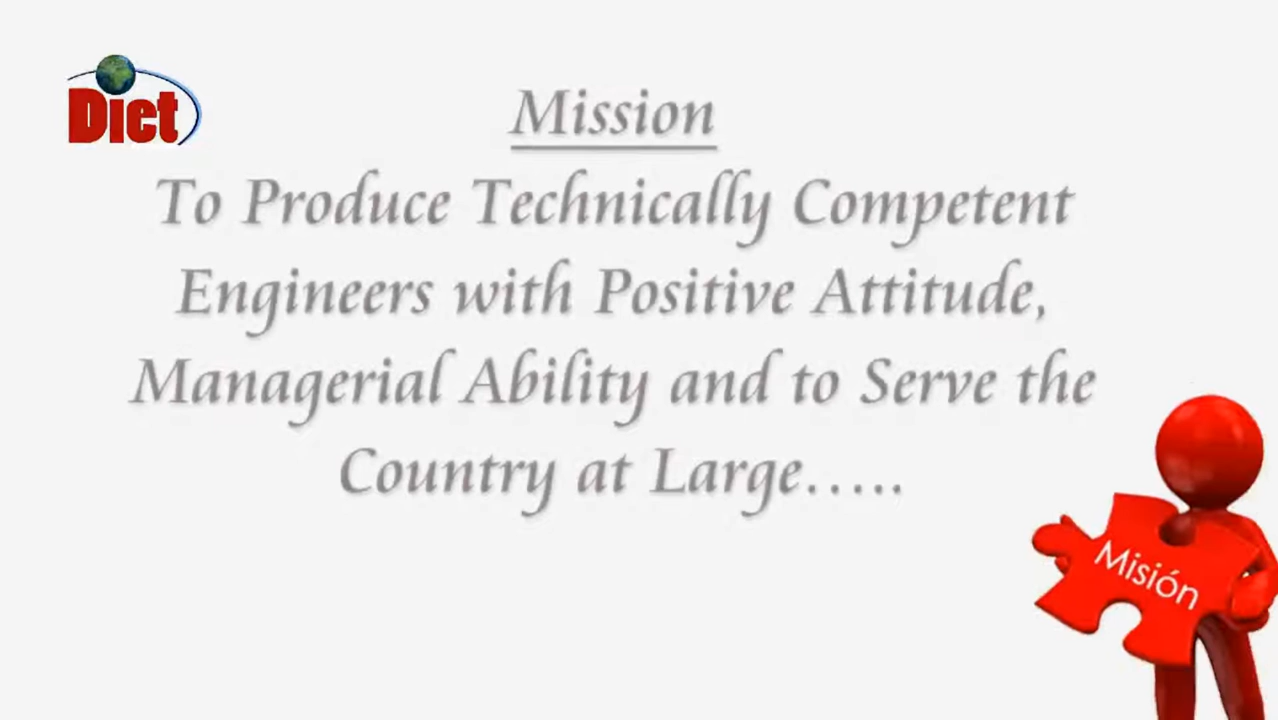 Diet
Mission
To Produce Technically Competent
Engineers with Positive Attitude,
Managerial Ability and to Serve the
Country at Large.....
Misión